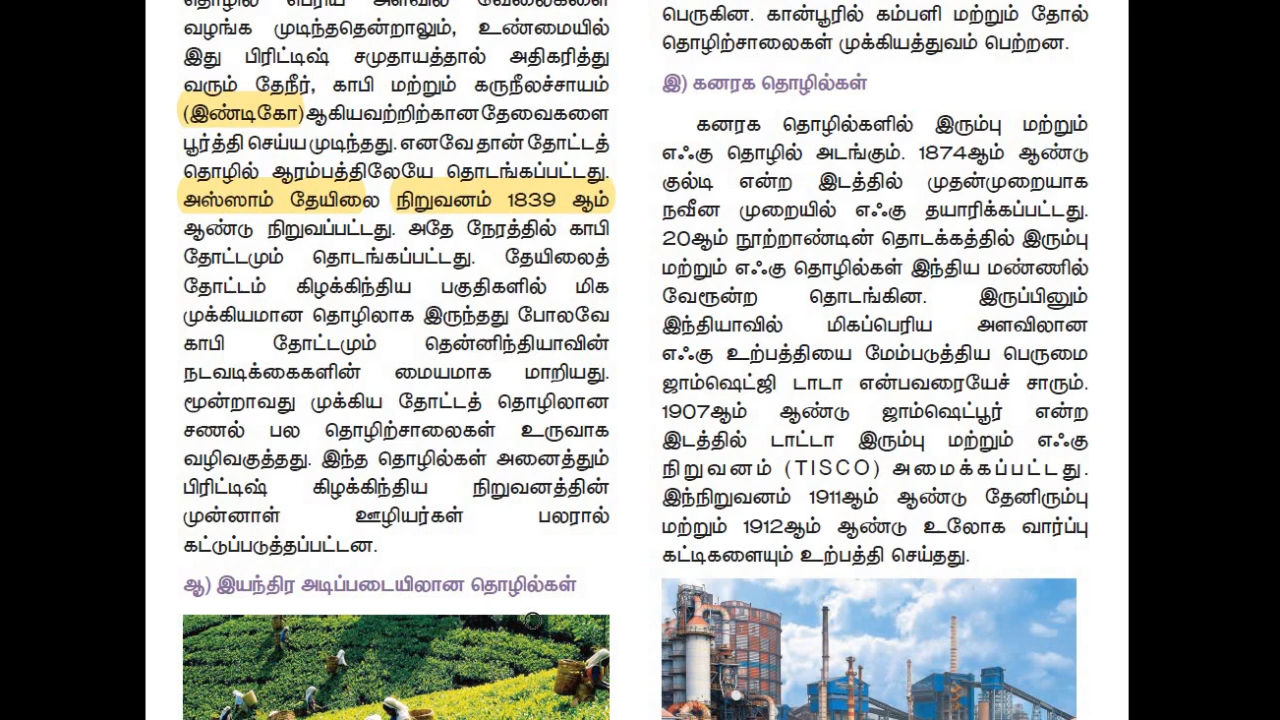 தொழில் பெரிய அளவில் வேலைகளை
வழங்க முடிந்ததென்றாலும், உண்மையில்
இது பிரிட்டிஷ் சமுதாயத்தால் அதிகரித்து
வரும் தேநீர், காபி மற்றும் கருநீலச்சாயம்
(இண்டிகோ)ஆகியவற்றிற்கான தேவைகளை
பூர்த்தி செய்ய முடிந்தது. எனவே தான் தோட்டத்
தொழில் ஆரம்பத்திலேயே தொடங்கப்பட்டது.
அஸ்ஸாம் தேயிலை நிறுவனம் 1839 ஆம்
ஆண்டு நிறுவப்பட்டது. அதே நேரத்தில் காபி
தோட்டமும் தொடங்கப்பட்டது. தேயிலைத்
தோட்டம் கிழக்கிந்திய பகுதிகளில் மிக
முக்கியமான தொழிலாக இருந்தது போலவே
காபி தோட்டமும் தென்னிந்தியாவின்
நடவடிக்கைகளின் மையமாக மாறியது.
மூன்றாவது முக்கிய தோட்டத் தொழிலான
சணல் பல தொழிற்சாலைகள் உருவாக
வழிவகுத்தது. இந்த தொழில்கள் அனைத்தும்
பிரிட்டிஷ் கிழக்கிந்திய நிறுவனத்தின்
முன்னாள் ஊழியர்கள் பலரால்
கட்டுப்படுத்தப்பட்டன.
ஆ) இயந்திர அடிப்படையிலான தொழில்கள்
பெருகின. கான்பூரில் கம்பளி மற்றும் தோல்
தொழிற்சாலைகள் முக்கியத்துவம் பெற்றன.
இ) கனரக தொழில்கள்
கனரக தொழில்களில் இரும்பு மற்றும்
எஃகு தொழில் அடங்கும். 1874ஆம் ஆண்டு
குல்டி என்ற இடத்தில் முதன்முறையாக
நவீன முறையில் எஃகு தயாரிக்கப்பட்டது.
20ஆம் நூற்றாண்டின் தொடக்கத்தில் இரும்பு
மற்றும் எஃகு தொழில்கள் இந்திய மண்ணில்
வேரூன்ற தொடங்கின. இருப்பினும்
இந்தியாவில் மிகப்பெரிய அளவிலான
எஃகு உற்பத்தியை மேம்படுத்திய பெருமை
ஜாம்ஷெட்ஜி டாடா என்பவரையேச் சாரும்.
1907ஆம் ஆண்டு ஜாம்ஷெட்பூர் என்ற
இடத்தில் டாட்டா இரும்பு மற்றும் எஃகு
நிறுவனம் (TISCO) அமைக்கப்பட்டது.
இந்நிறுவனம் 1911ஆம் ஆண்டு தேனிரும்பு
மற்றும் 1912ஆம் ஆண்டு உலோக வார்ப்பு
கட்டிகளையும் உற்பத்தி செய்தது.